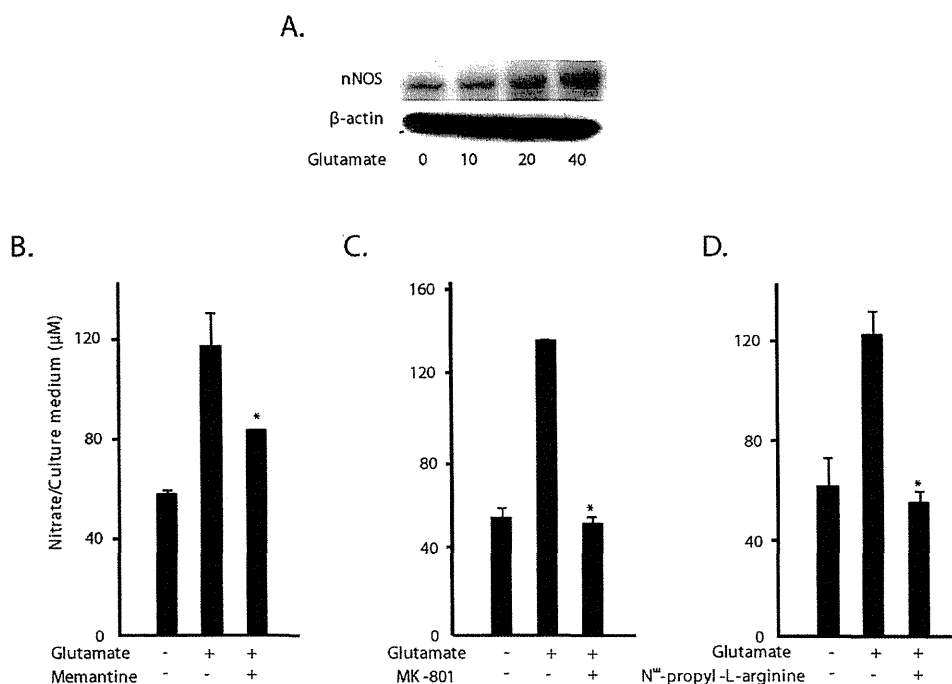 A.
nNOS
β-actin
Glutamate 0 10 20 40
B.
C.
D.
Nitrate/Culture medium (µM)
120
80
40
0
Glutamate - + +
Memantine - - +
*
160
120
80
40
0
Glutamate - + +
MK-801 - - +
*
120
80
40
0
Glutamate - + +
Nᵚ-propyl-L-arginine - - +
*